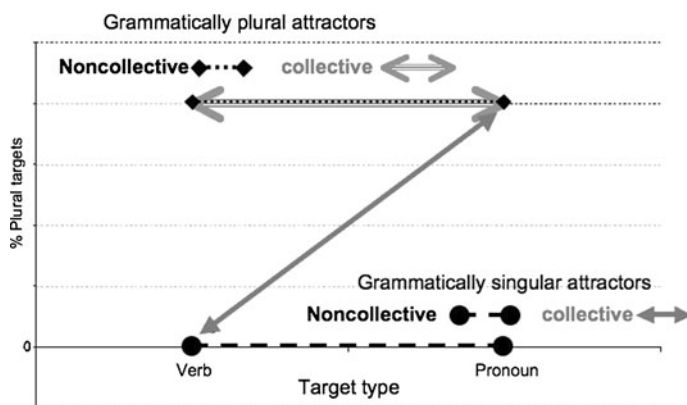 Grammatically plural attractors
Noncollective collective
% Plural targets
Grammatically singular attractors
Noncollective collective
0
Verb Pronoun
Target type